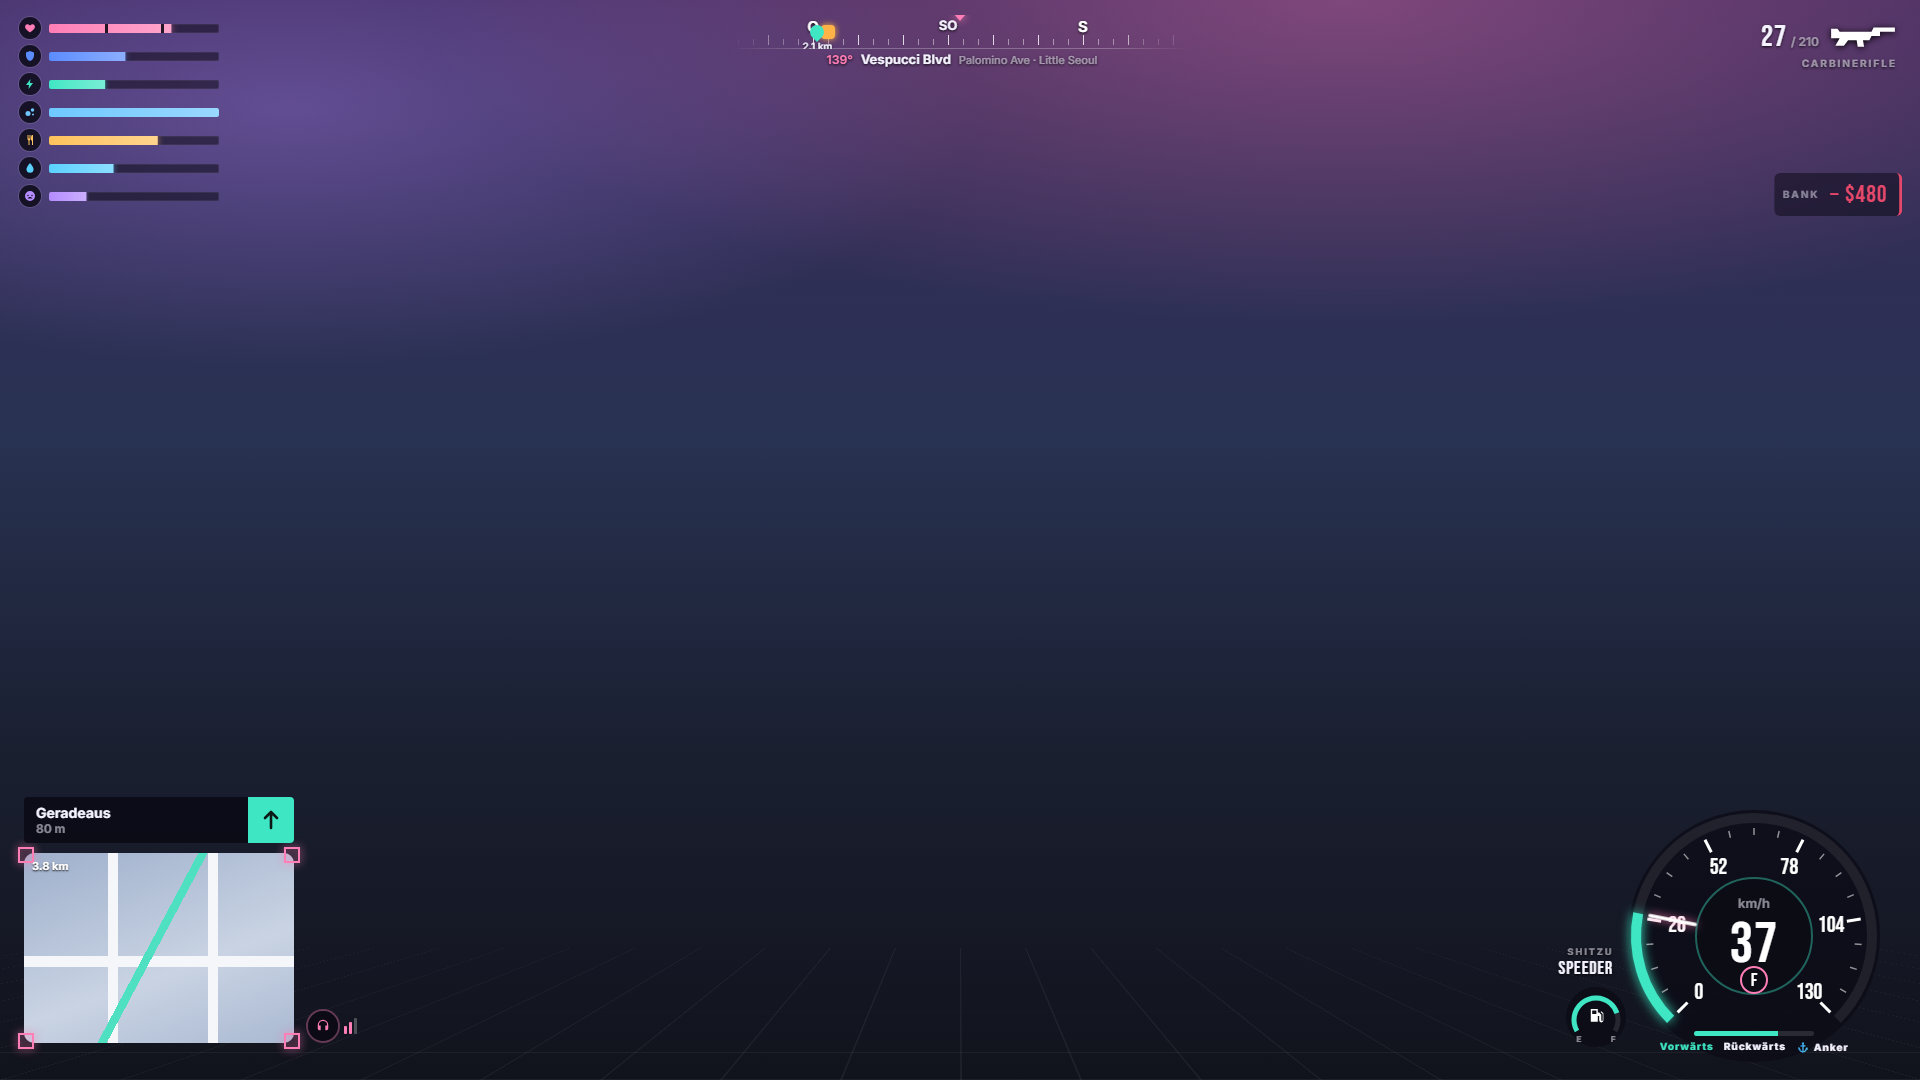 O SO S
2.1 km
139° Vespucci Blvd Palomino Ave · Little Seoul
27 / 210
CARBINERIFLE
BANK – $480
Geradeaus
80 m
3.8 km
52 78
km/h
26 37 104
F
0 130
SHITZU
SPEEDER
E F
Vorwärts Rückwärts Anker